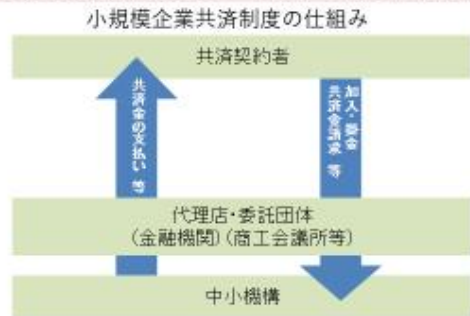 小規模企業共済制度の仕組み
共済契約者
共済金の支払い 等
加入・掛金
共済金請求 等
代理店・委託団体
(金融機関)(商工会議所等)
中小機構